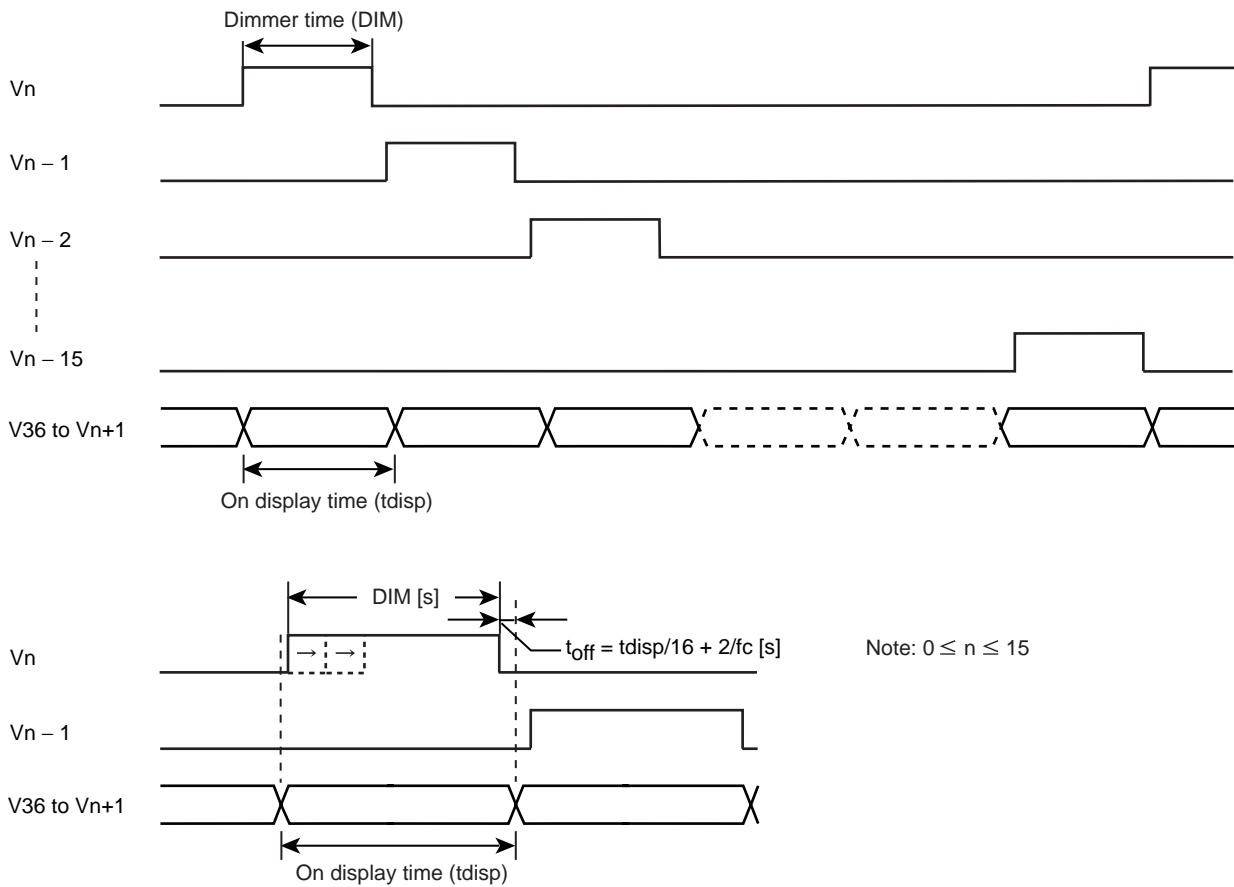 Dimmer time (DIM)
Vn
Vn – 1
Vn – 2
Vn – 15
V36 to Vn+1
On display time (tdisp)
DIM [s]
Vn
toff = tdisp/16 + 2/fc [s]
Note: 0 ≤ n ≤ 15
→ →
Vn – 1
V36 to Vn+1
On display time (tdisp)